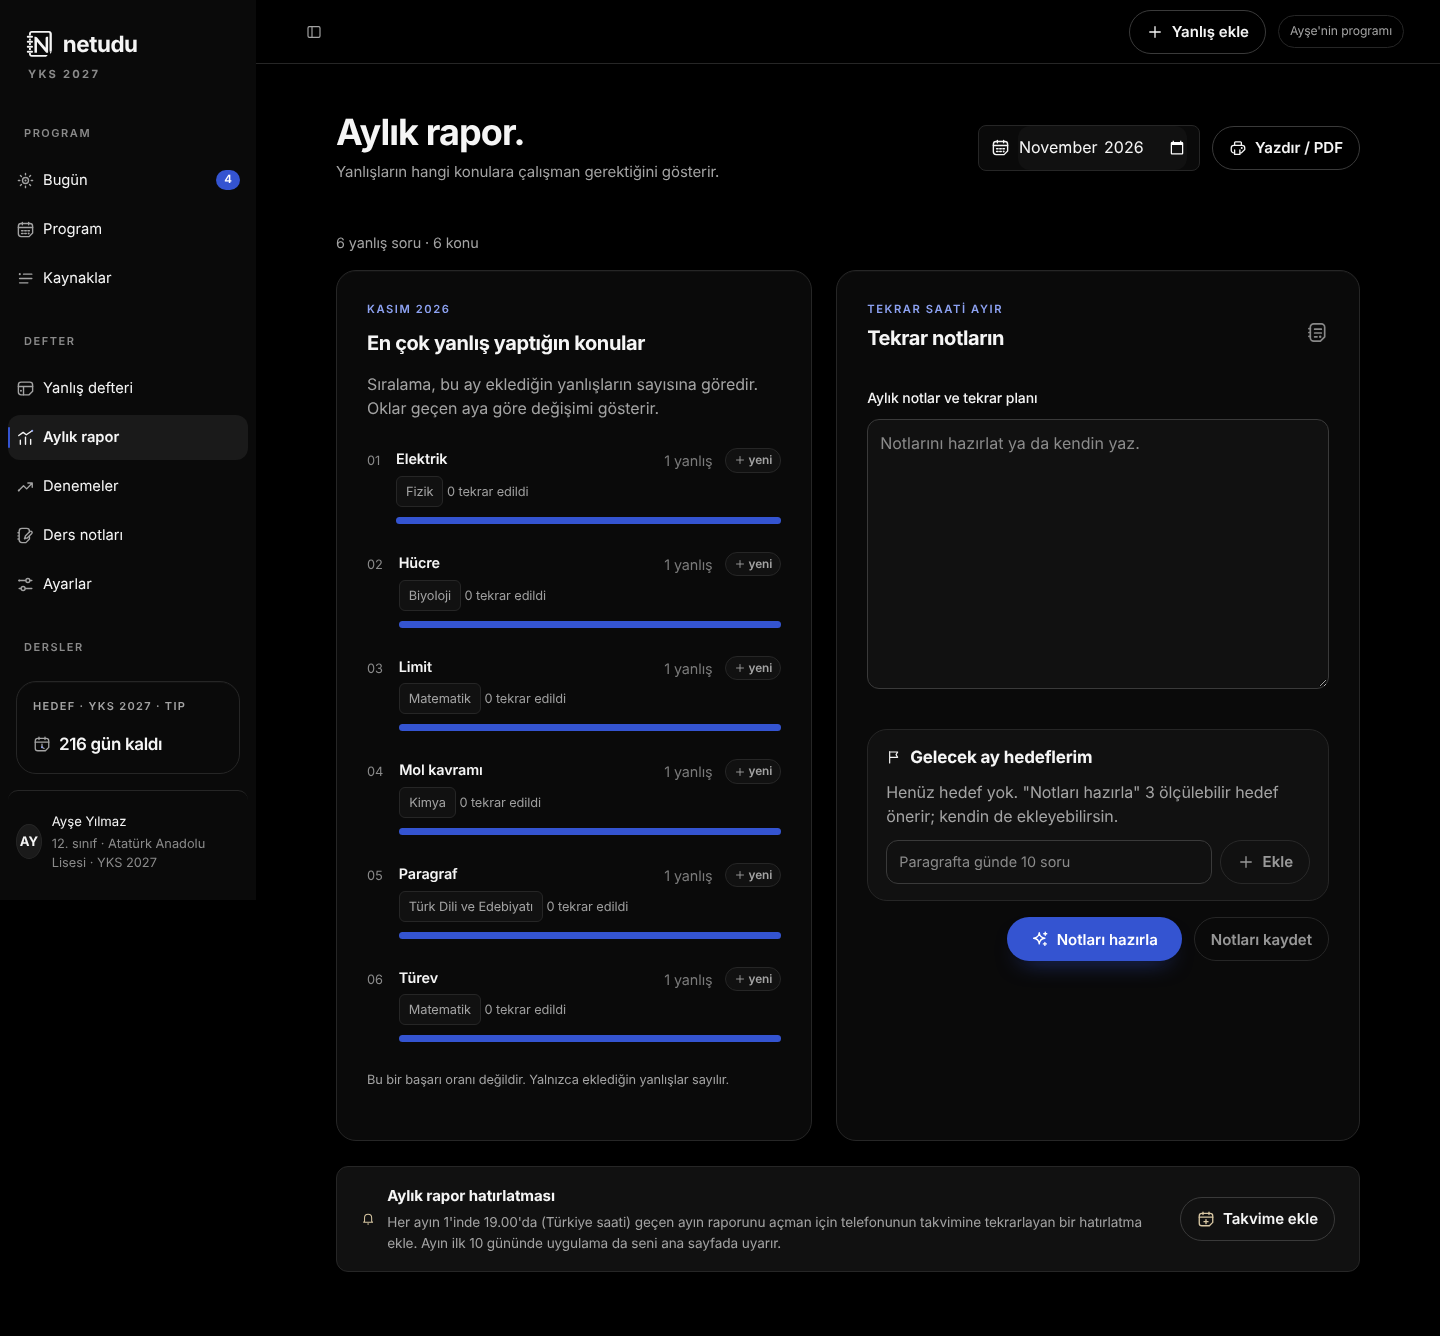 netudu
YKS 2027
PROGRAM
Bugün
4
Program
Kaynaklar
DEFTER
Yanlış defteri
Aylık rapor
Denemeler
Ders notları
Ayarlar
DERSLER
HEDEF · YKS 2027 · TIP
216 gün kaldı
AY
Ayşe Yılmaz
12. sınıf · Atatürk Anadolu
Lisesi · YKS 2027
Yanlış ekle
Ayşe'nin programı
Aylık rapor.
Yanlışların hangi konulara çalışman gerektiğini gösterir.
November 2026
Yazdır / PDF
6 yanlış soru · 6 konu
KASIM 2026
En çok yanlış yaptığın konular
Sıralama, bu ay eklediğin yanlışların sayısına göredir.
Oklar geçen aya göre değişimi gösterir.
01 Elektrik 1 yanlış + yeni
Fizik 0 tekrar edildi
02 Hücre 1 yanlış + yeni
Biyoloji 0 tekrar edildi
03 Limit 1 yanlış + yeni
Matematik 0 tekrar edildi
04 Mol kavramı 1 yanlış + yeni
Kimya 0 tekrar edildi
05 Paragraf 1 yanlış + yeni
Türk Dili ve Edebiyatı 0 tekrar edildi
06 Türev 1 yanlış + yeni
Matematik 0 tekrar edildi
Bu bir başarı oranı değildir. Yalnızca eklediğin yanlışlar sayılır.
TEKRAR SAATİ AYIR
Tekrar notların
Aylık notlar ve tekrar planı
Notlarını hazırlat ya da kendin yaz.
Gelecek ay hedeflerim
Henüz hedef yok. "Notları hazırla" 3 ölçülebilir hedef
önerir; kendin de ekleyebilirsin.
Paragrafta günde 10 soru
Ekle
Notları hazırla
Notları kaydet
Aylık rapor hatırlatması
Her ayın 1'inde 19.00'da (Türkiye saati) geçen ayın raporunu açman için telefonunun takvimine tekrarlayan bir hatırlatma
ekle. Ayın ilk 10 gününde uygulama da seni ana sayfada uyarır.
Takvime ekle